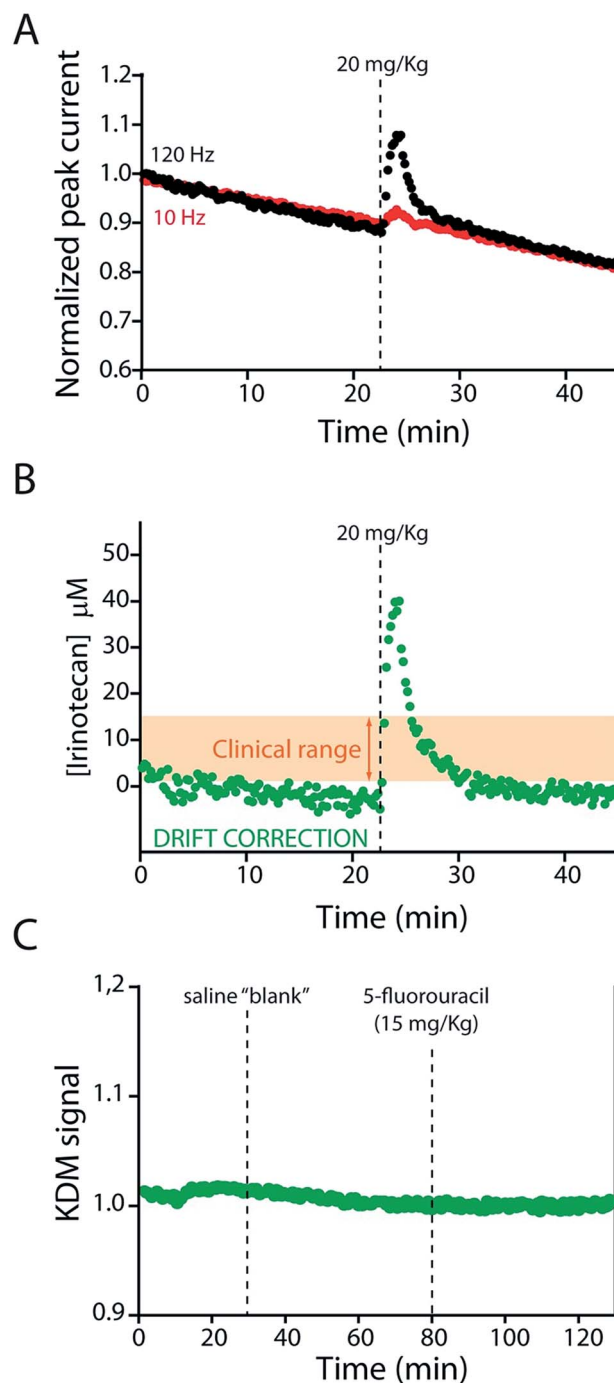 A
20 mg/Kg
1.2
1.1
1.0
0.9
0.8
0.7
0.6
120 Hz
10 Hz
Normalized peak current
0 10 20 30 40
Time (min)
B
20 mg/Kg
50
40
30
20
10
0
[Irinotecan] µM
Clinical range
DRIFT CORRECTION
0 10 20 30 40
Time (min)
C
1,2
1.1
1.0
0.9
saline "blank"
5-fluorouracil
(15 mg/Kg)
KDM signal
0 20 40 60 80 100 120
Time (min)